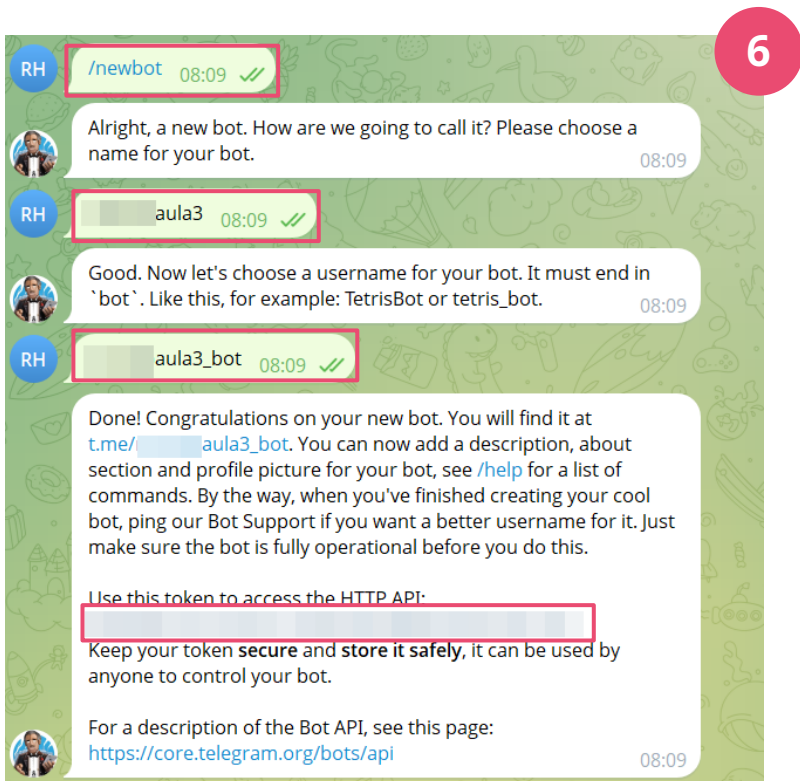 6
RH
/newbot 08:09
Alright, a new bot. How are we going to call it? Please choose a
name for your bot.
08:09
RH
aula3 08:09
Good. Now let's choose a username for your bot. It must end in
`bot`. Like this, for example: TetrisBot or tetris_bot.
08:09
RH
aula3_bot 08:09
Done! Congratulations on your new bot. You will find it at
t.me/ aula3_bot. You can now add a description, about
section and profile picture for your bot, see /help for a list of
commands. By the way, when you've finished creating your cool
bot, ping our Bot Support if you want a better username for it. Just
make sure the bot is fully operational before you do this.
Use this token to access the HTTP API:
Keep your token secure and store it safely, it can be used by
anyone to control your bot.
For a description of the Bot API, see this page:
https://core.telegram.org/bots/api
08:09